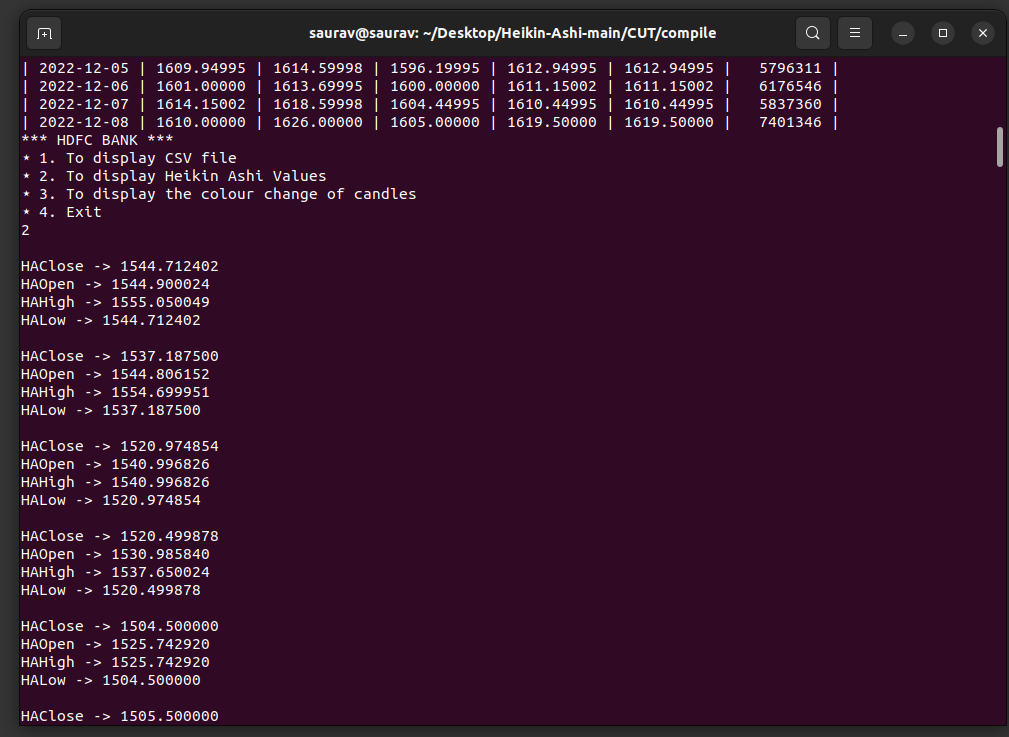 saurav@saurav: ~/Desktop/Heikin-Ashi-main/CUT/compile
| 2022-12-05 | 1609.94995 | 1614.59998 | 1596.19995 | 1612.94995 | 1612.94995 |   5796311 |
| 2022-12-06 | 1601.00000 | 1613.69995 | 1600.00000 | 1611.15002 | 1611.15002 |   6176546 |
| 2022-12-07 | 1614.15002 | 1618.59998 | 1604.44995 | 1610.44995 | 1610.44995 |   5837360 |
| 2022-12-08 | 1610.00000 | 1626.00000 | 1605.00000 | 1619.50000 | 1619.50000 |   7401346 |
*** HDFC BANK ***
* 1. To display CSV file
* 2. To display Heikin Ashi Values
* 3. To display the colour change of candles
* 4. Exit
2
HAClose -> 1544.712402
HAOpen -> 1544.900024
HAHigh -> 1555.050049
HALow -> 1544.712402
HAClose -> 1537.187500
HAOpen -> 1544.806152
HAHigh -> 1554.699951
HALow -> 1537.187500
HAClose -> 1520.974854
HAOpen -> 1540.996826
HAHigh -> 1540.996826
HALow -> 1520.974854
HAClose -> 1520.499878
HAOpen -> 1530.985840
HAHigh -> 1537.650024
HALow -> 1520.499878
HAClose -> 1504.500000
HAOpen -> 1525.742920
HAHigh -> 1525.742920
HALow -> 1504.500000
HAClose -> 1505.500000